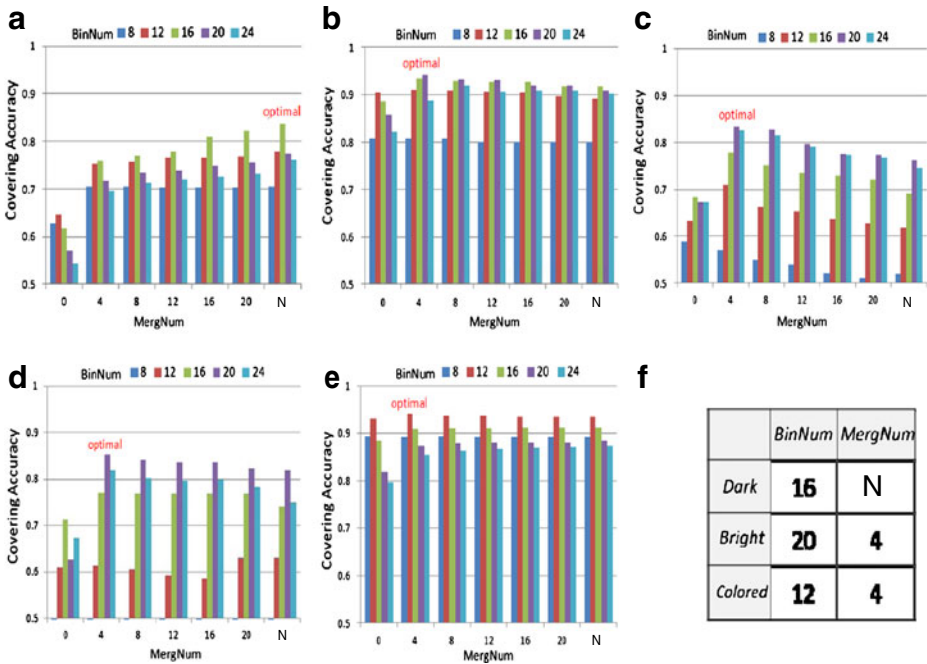 a
BinNum 8 12 16 20 24
Covering Accuracy
1
0.9
0.8
0.7
0.6
0.5
optimal
0 4 8 12 16 20 N
MergNum
b
BinNum 8 12 16 20 24
Covering Accuracy
1
0.9
0.8
0.7
0.6
0.5
optimal
0 4 8 12 16 20 N
MergNum
c
BinNum 8 12 16 20 24
Covring Accuracy
1
0.9
0.8
0.7
0.6
0.5
optimal
0 4 8 12 16 20 N
MergNum
d
BinNum 8 12 16 20 24
Covering Accuracy
1
0.9
0.8
0.7
0.6
0.5
optimal
0 4 8 12 16 20 N
MergNum
e
BinNum 8 12 16 20 24
Covering Accuracy
1
0.9
0.8
0.7
0.6
0.5
optimal
0 4 8 12 16 20 N
MergNum
f
BinNum MergNum
Dark 16 N
Bright 20 4
Colored 12 4